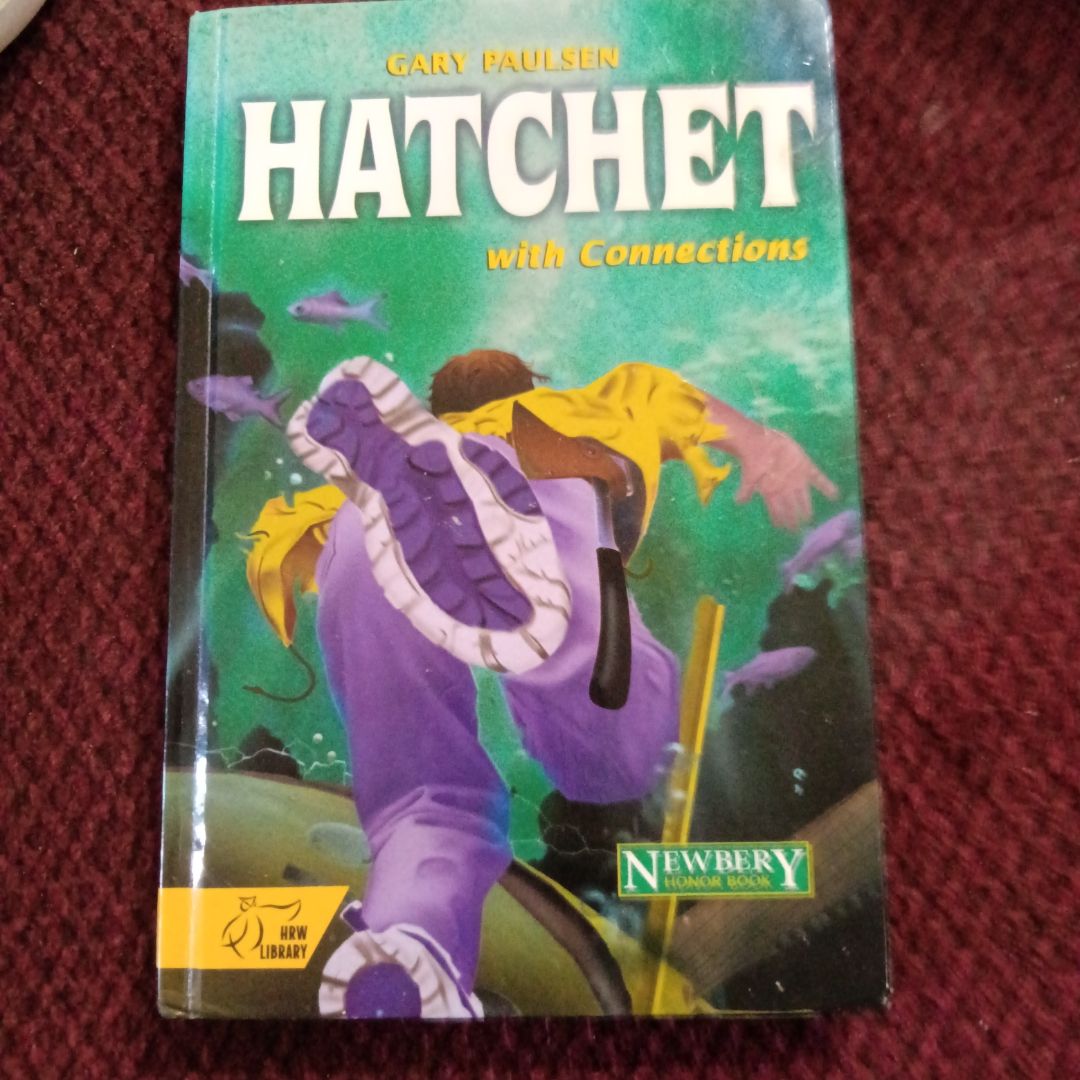 GARY PAULSEN
HATCHET
with Connections
NEWBERY
HONOR BOOK
HRW
LIBRARY